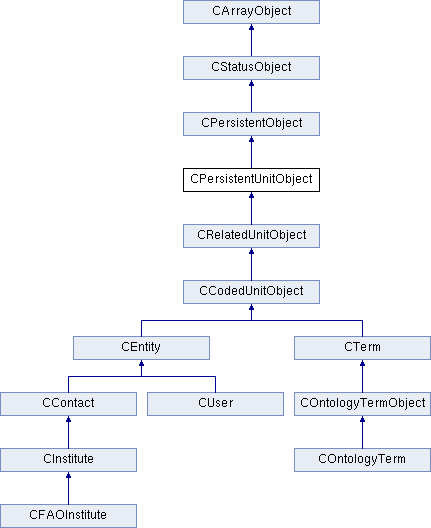 CArrayObject
CStatusObject
CPersistentObject
CPersistentUnitObject
CRelatedUnitObject
CCodedUnitObject
CEntity
CTerm
CContact
CUser
COntologyTermObject
CInstitute
COntologyTerm
CFAOInstitute